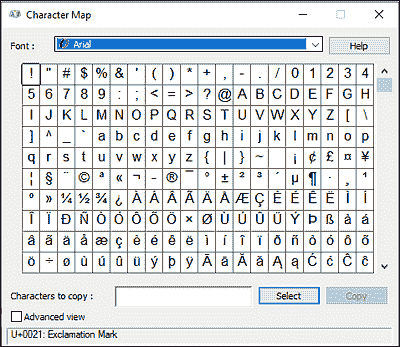 Character Map
Font : Arial Help
! " # $ % & ' ( ) * + , - . / 0 1 2 3 4
5 6 7 8 9 : ; < = > ? @ A B C D E F G H
I J K L M N O P Q R S T U V W X Y Z [ \
] ^ _ ` a b c d e f g h i j k l m n o p
q r s t u v w x y z { | } ~ ¡ ¢ £ ¤ ¥
¦ § ¨ © ª « ¬ - ® ¯ ° ± ² ³ ´ µ ¶ · ¸ ¹
º » ¼ ½ ¾ ¿ À Á Â Ã Ä Å Æ Ç È É Ê Ë Ì Í
Î Ï Ð Ñ Ò Ó Ô Õ Ö × Ø Ù Ú Û Ü Ý Þ ß à á
â ã ä å æ ç è é ê ë ì í î ï ð ñ ò ó ô õ
ö ÷ ø ù ú û ü ý þ ÿ Ā ā Ă ă Ą ą Ć ć Ĉ ĉ
Characters to copy : Select Copy
Advanced view
U+0021: Exclamation Mark